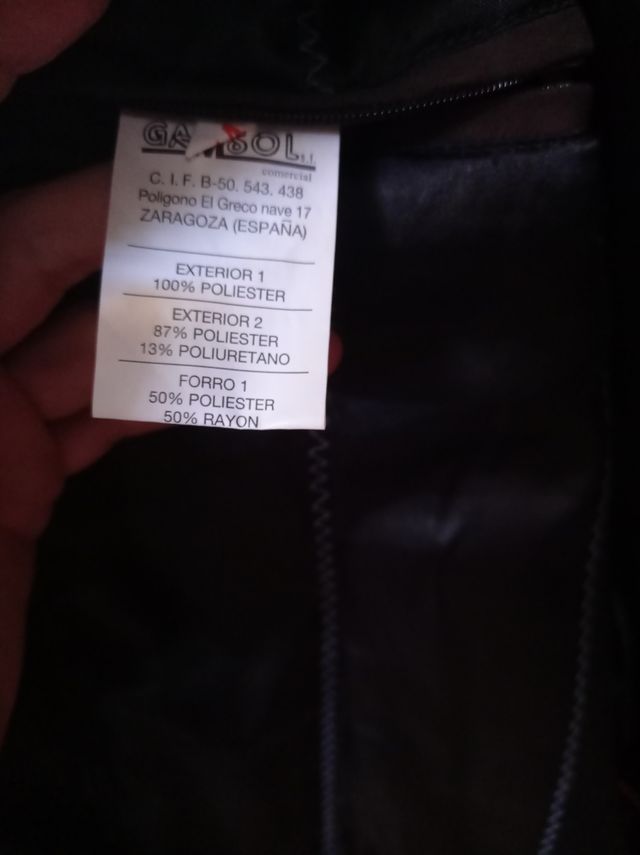 comercial
C. I. F. B-50. 543. 438
Poligono El Greco nave 17
ZARAGOZA (ESPAÑA)
EXTERIOR 1
100% POLIESTER
EXTERIOR 2
87% POLIESTER
13% POLIURETANO
FORRO 1
50% POLIESTER
50% RAYON